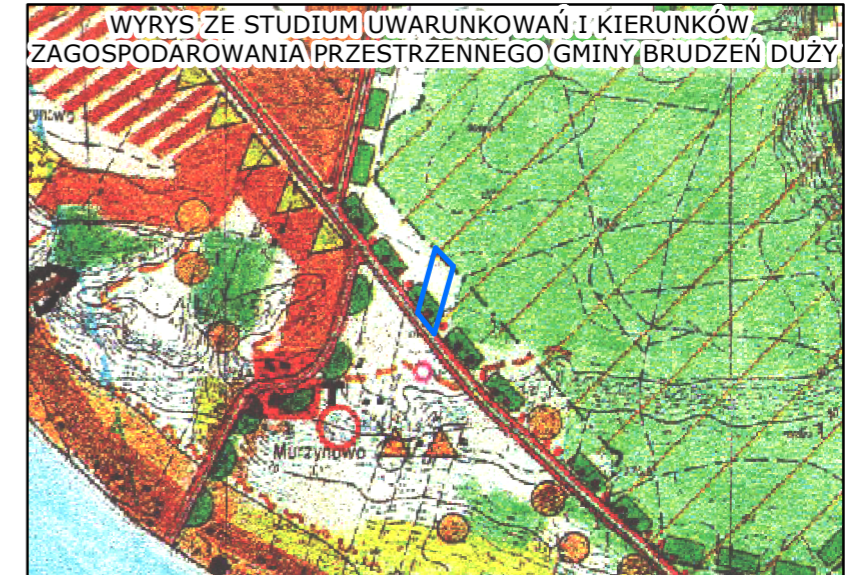 WYRYS ZE STUDIUM UWARUNKOWAŃ I KIERUNKÓW
ZAGOSPODAROWANIA PRZESTRZENNEGO GMINY BRUDZEŃ DUŻY
Murzynowo